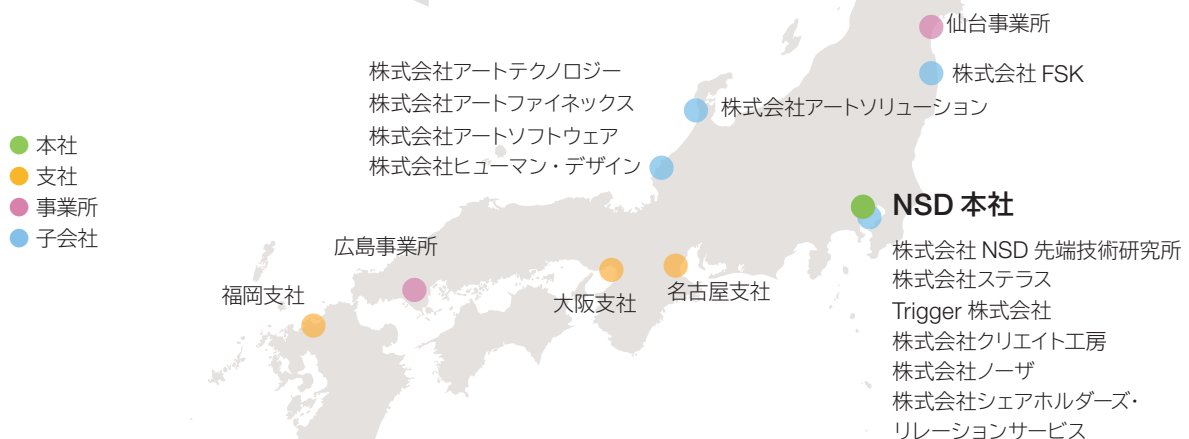 仙台事業所
株式会社 FSK
株式会社アートテクノロジー
株式会社アートファイネックス
株式会社アートソフトウェア
株式会社ヒューマン・デザイン
株式会社アートソリューション
本社
支社
事業所
子会社
NSD 本社
株式会社 NSD 先端技術研究所
株式会社ステラス
Trigger 株式会社
株式会社クリエイト工房
株式会社ノーザ
株式会社シェアホルダーズ・
リレーションサービス
広島事業所
福岡支社
大阪支社
名古屋支社